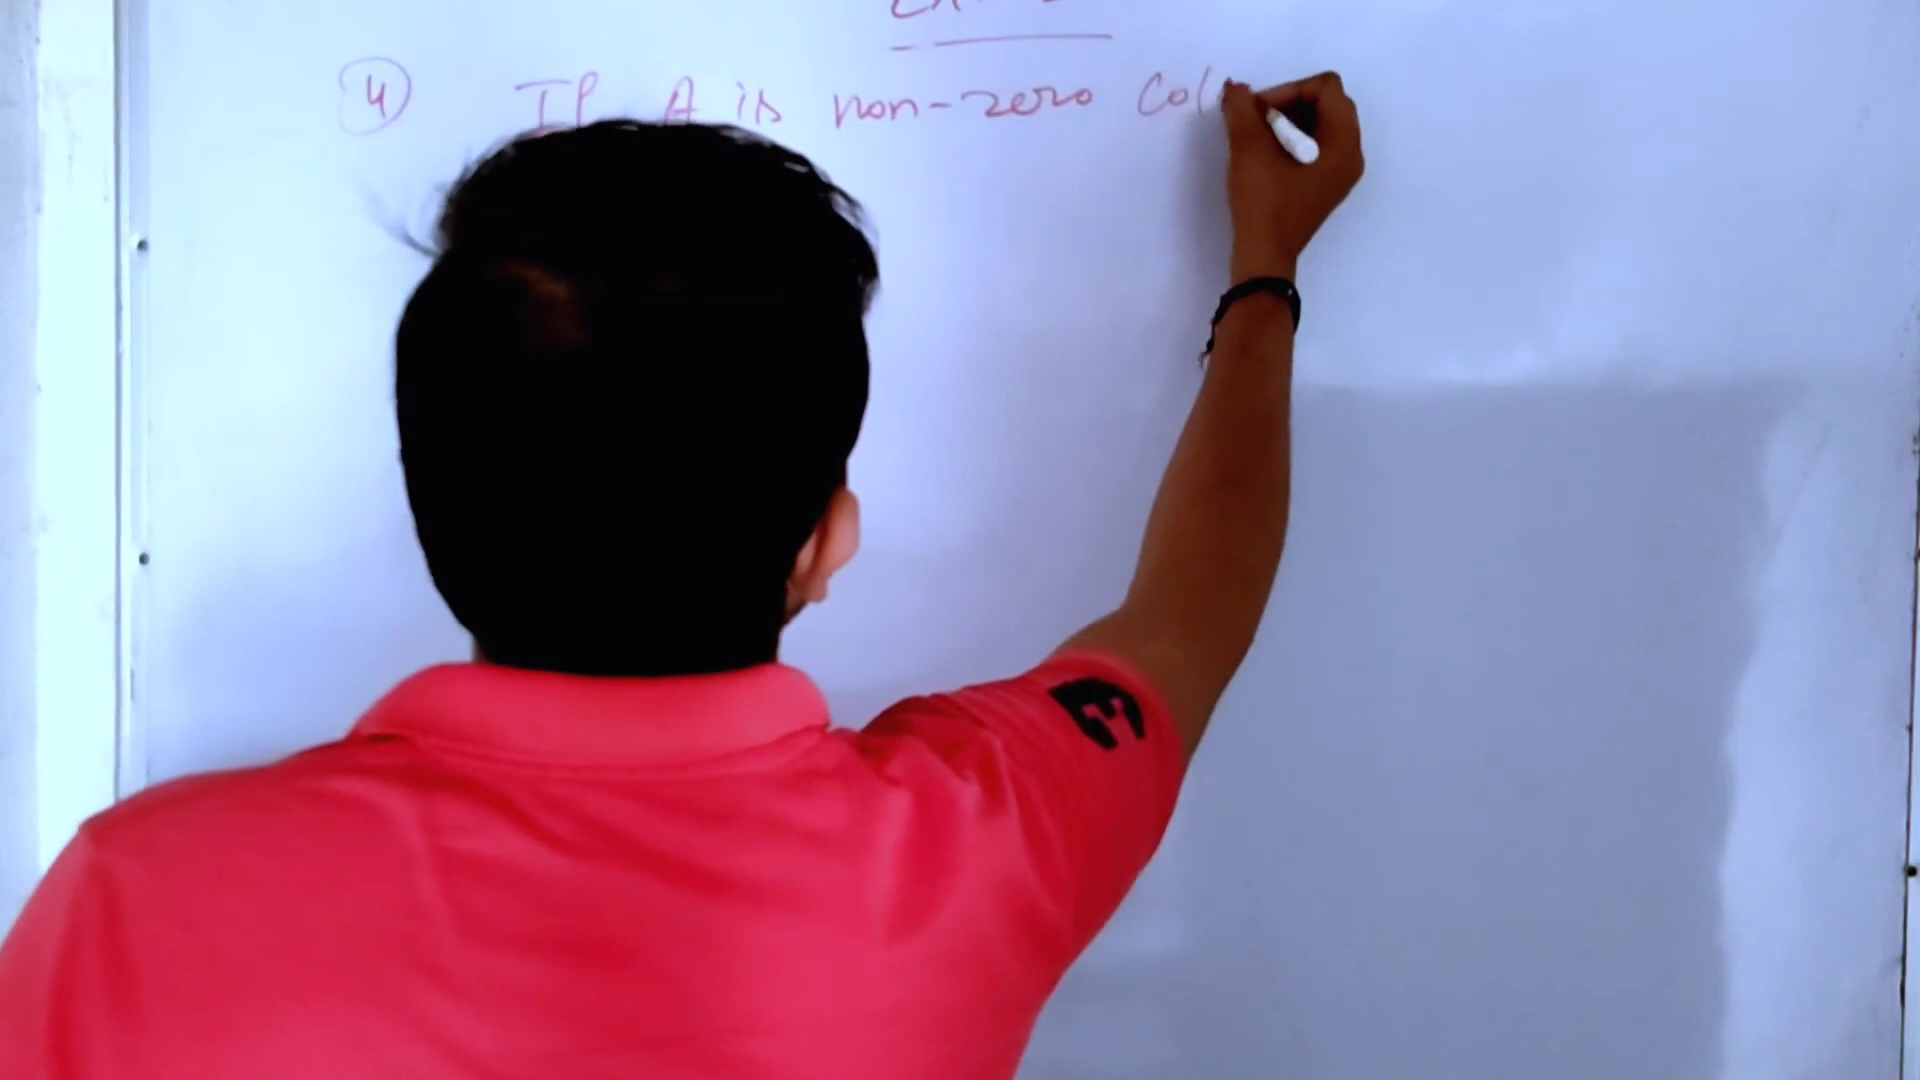 ④ If A is non-zero Col